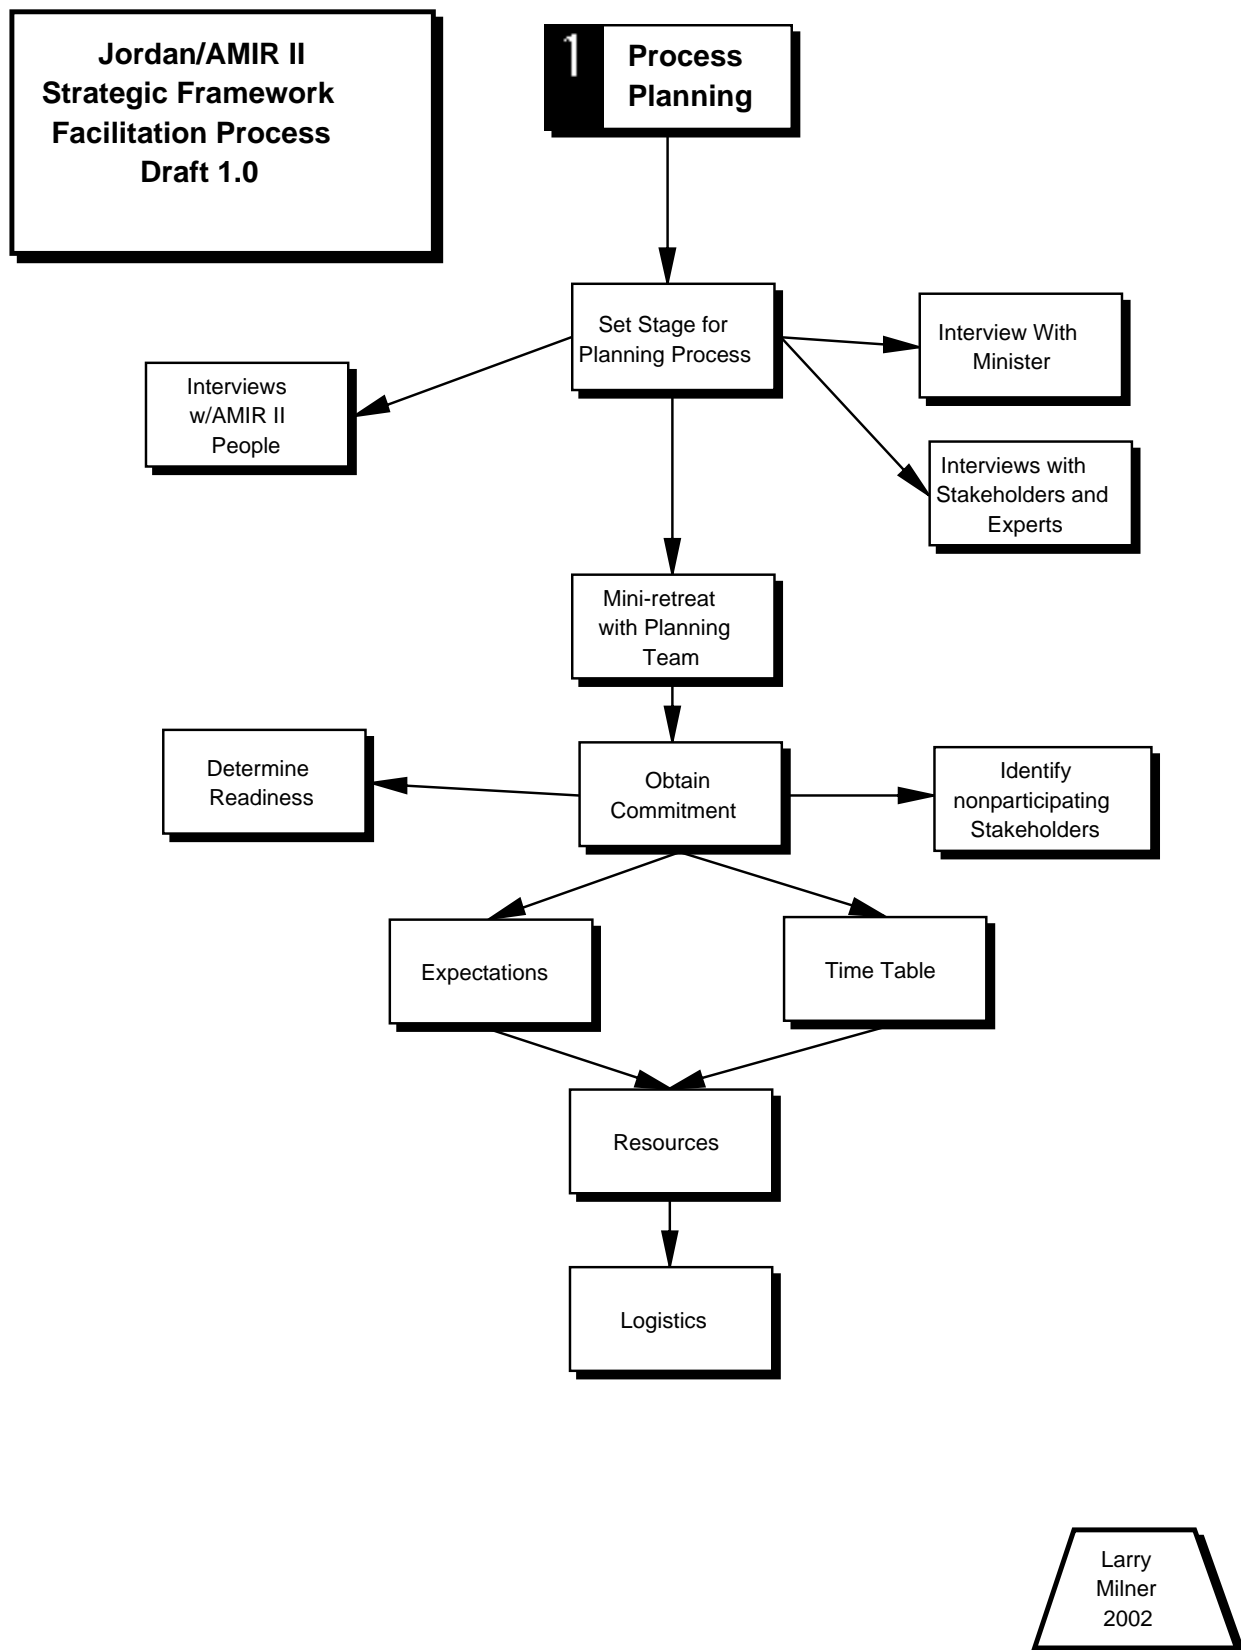 Jordan/AMIR II
Strategic Framework
Facilitation Process
Draft 1.0
1
Process
Planning
Set Stage for
Planning Process
Interview With
Minister
Interviews
w/AMIR II
People
Interviews with
Stakeholders and
Experts
Mini-retreat
with Planning
Team
Determine
Readiness
Obtain
Commitment
Identify
nonparticipating
Stakeholders
Expectations
Time Table
Resources
Logistics
Larry
Milner
2002